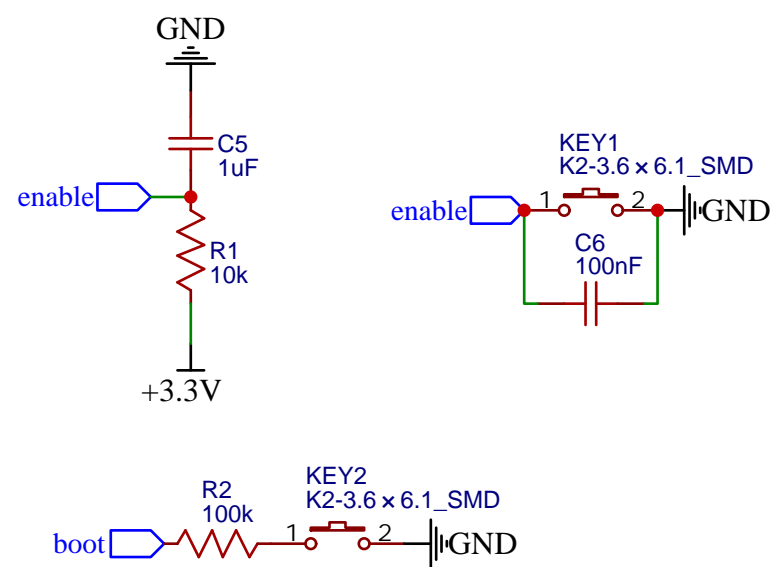 GND
C5
1uF
enable
R1
10k
+3.3V
KEY1
K2-3.6×6.1_SMD
enable
1
2
GND
C6
100nF
KEY2
K2-3.6×6.1_SMD
R2
100k
boot
1
2
GND